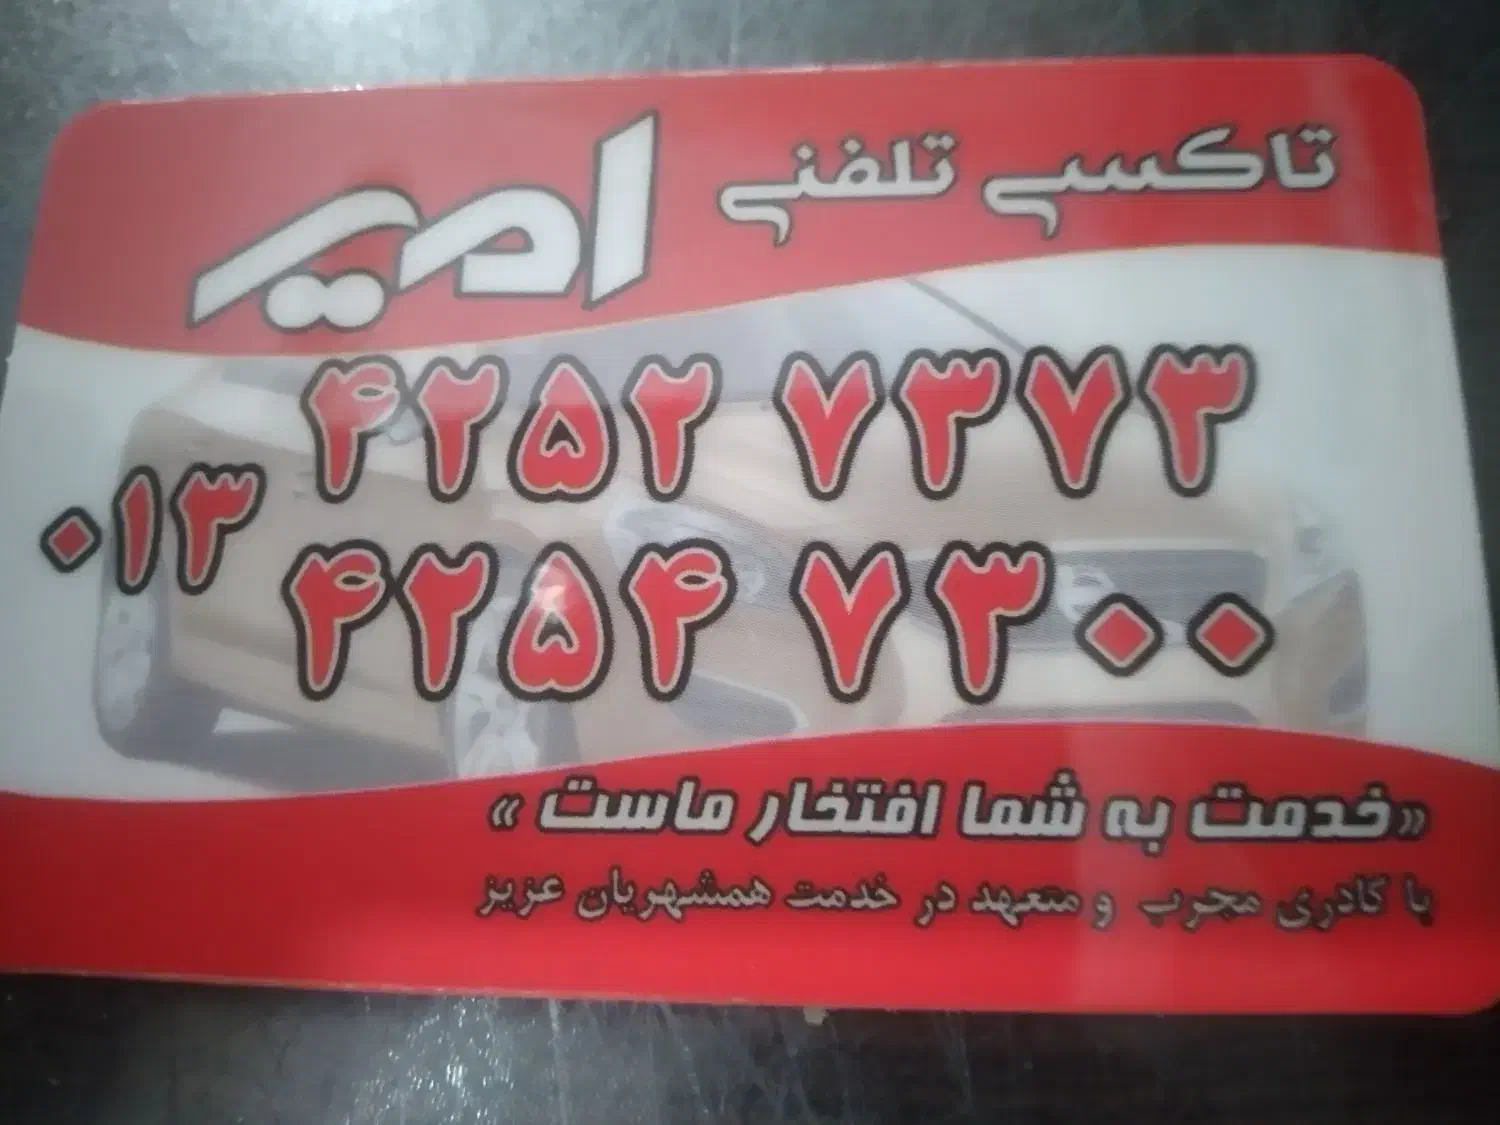 تاکسی تلفنی امیر
۴۲۵۲ ۷۳۷۳
۰۱۳
۴۲۵۴ ۷۳۰۰
«خدمت به شما افتخار ماست»
با کادری مجرب و متعهد در خدمت همشهریان عزیز